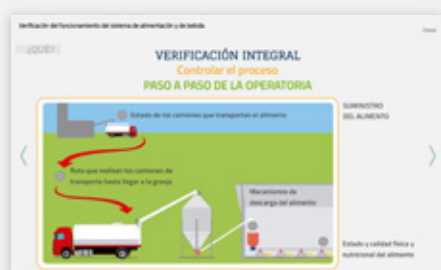 Verificación del funcionamiento del sistema de alimentación y de bebida
¿QUÉ?
VERIFICACIÓN INTEGRAL
Controlar el proceso
PASO A PASO DE LA OPERATORIA
Estado de los camiones que transportan el alimento
SUMINISTRO
DEL ALIMENTO
Ruta que realizan los camiones de
transporte hasta llegar a la granja
Mecanismos de
descarga del alimento
Estado y calidad física y
nutricional del alimento